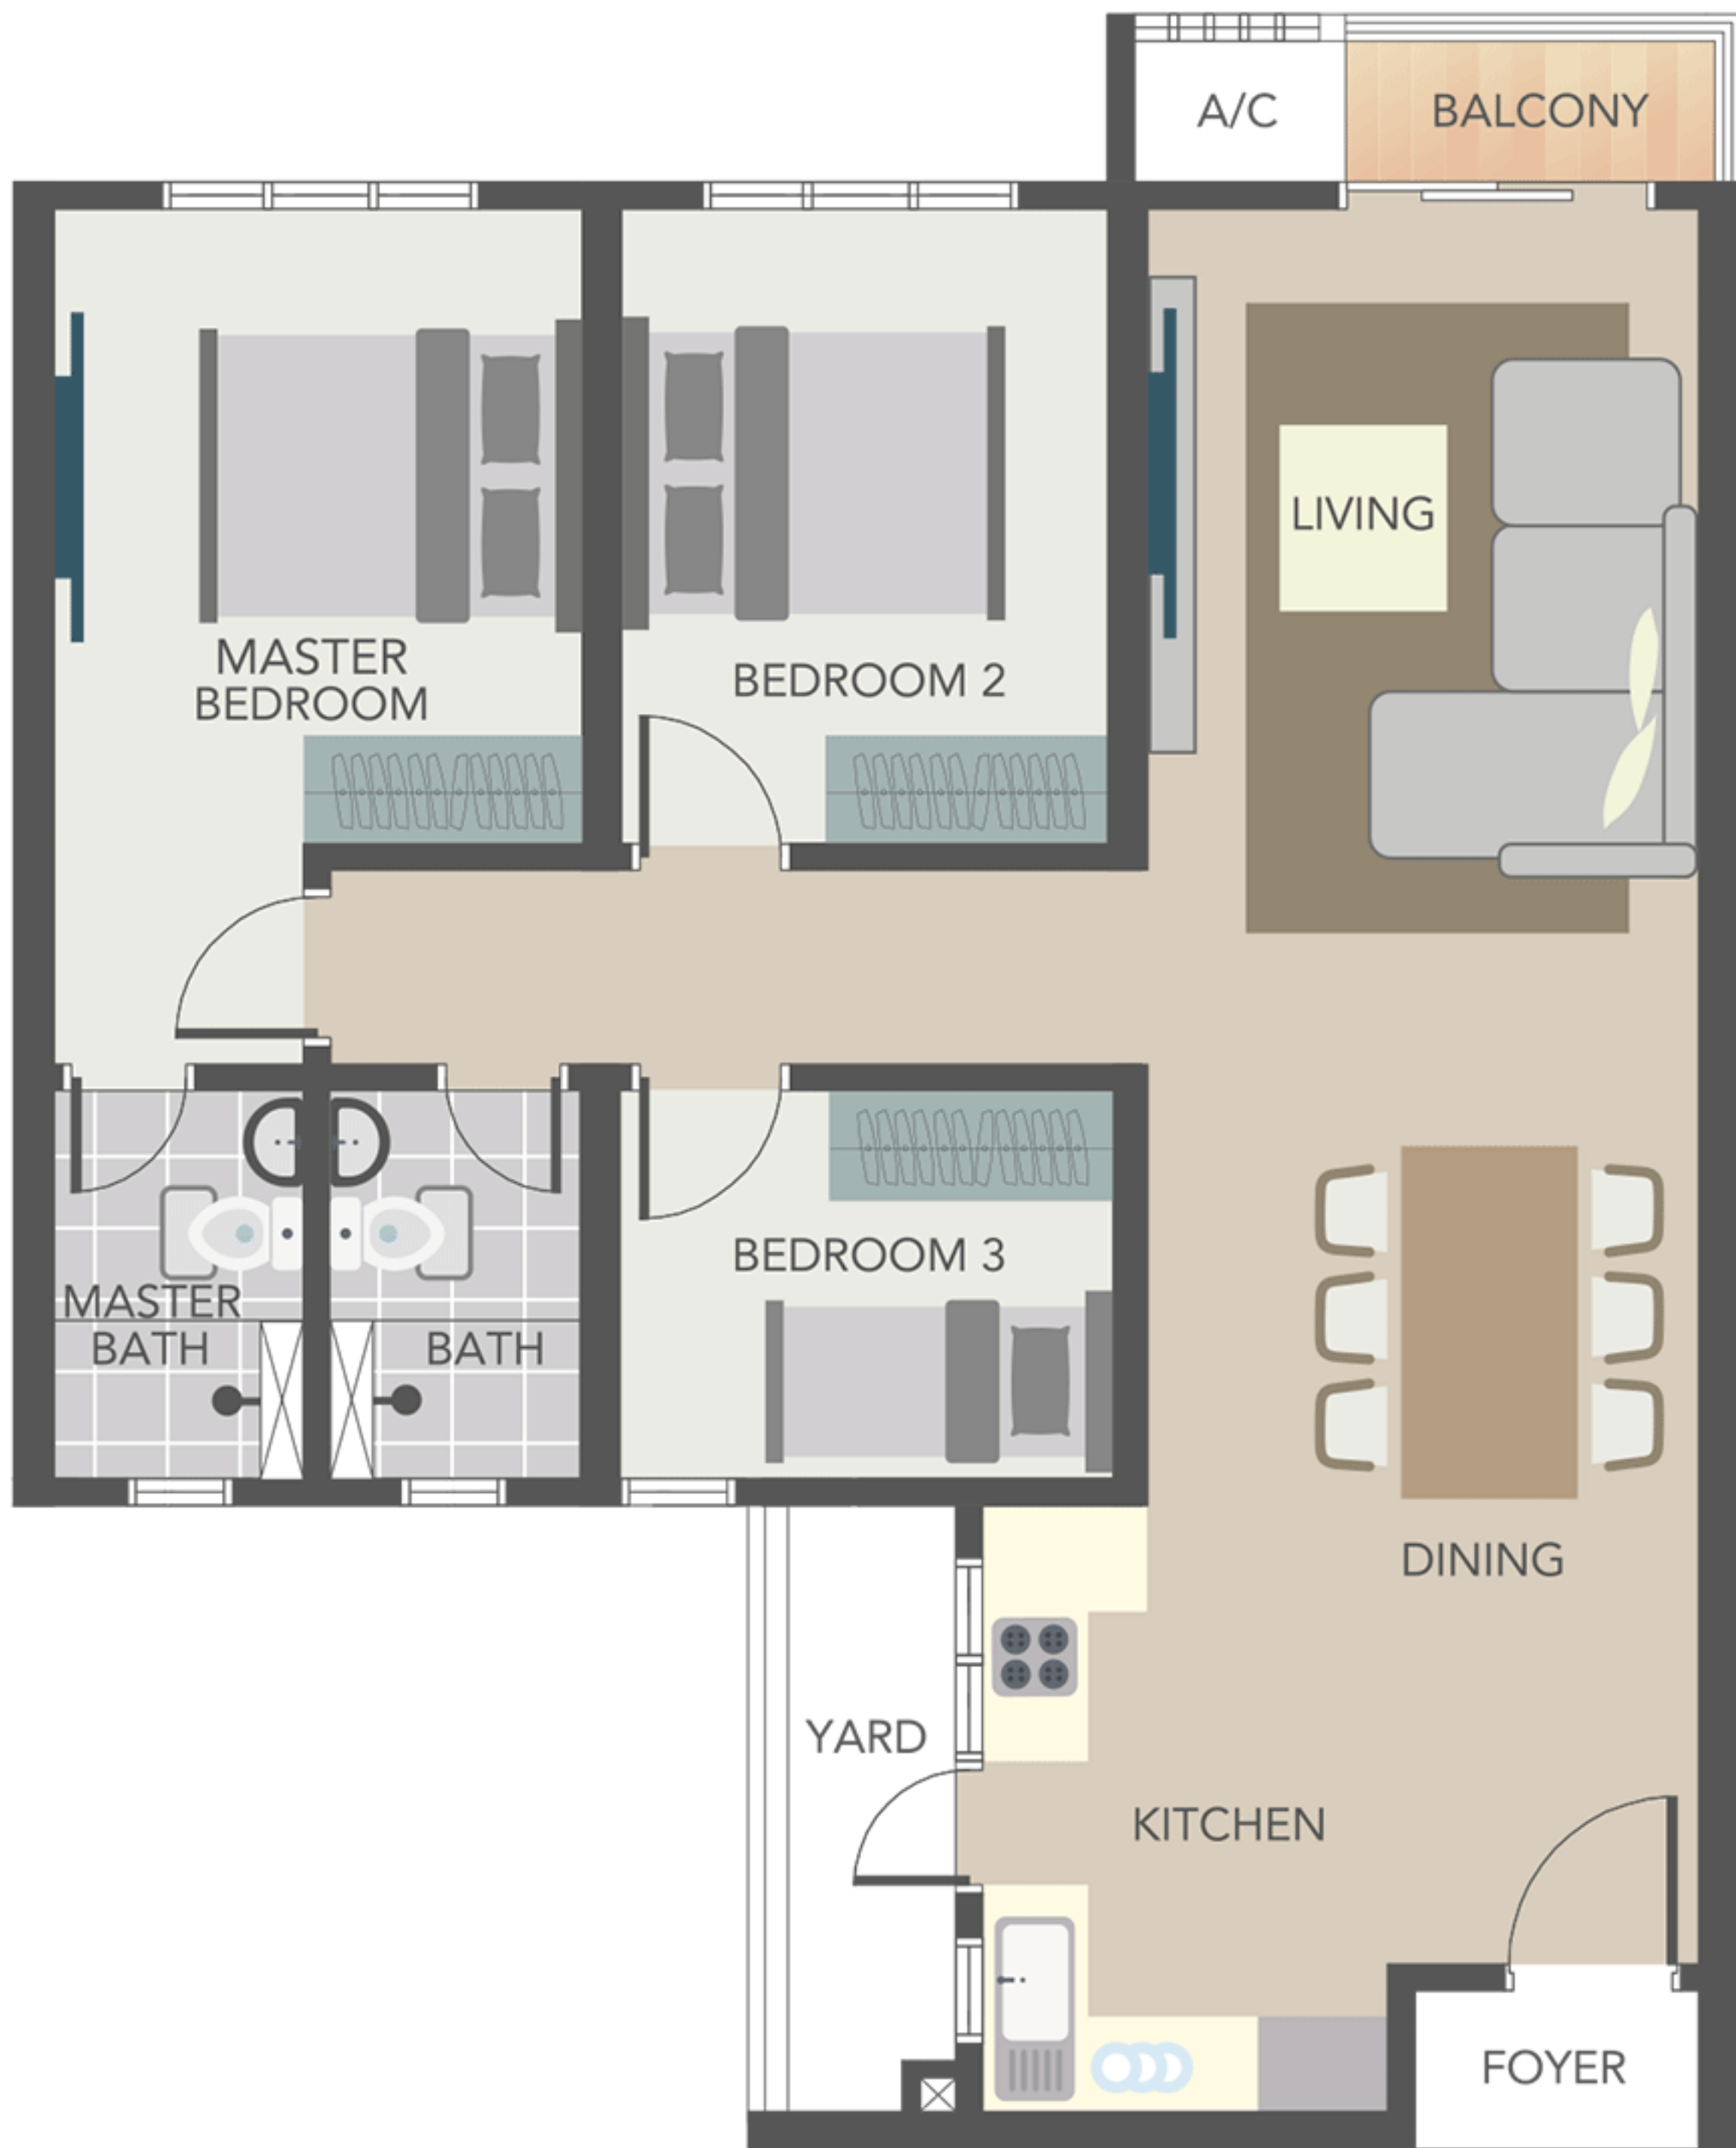 A/C
BALCONY
LIVING
MASTER
BEDROOM
BEDROOM 2
BEDROOM 3
MASTER
BATH
BATH
DINING
YARD
KITCHEN
FOYER